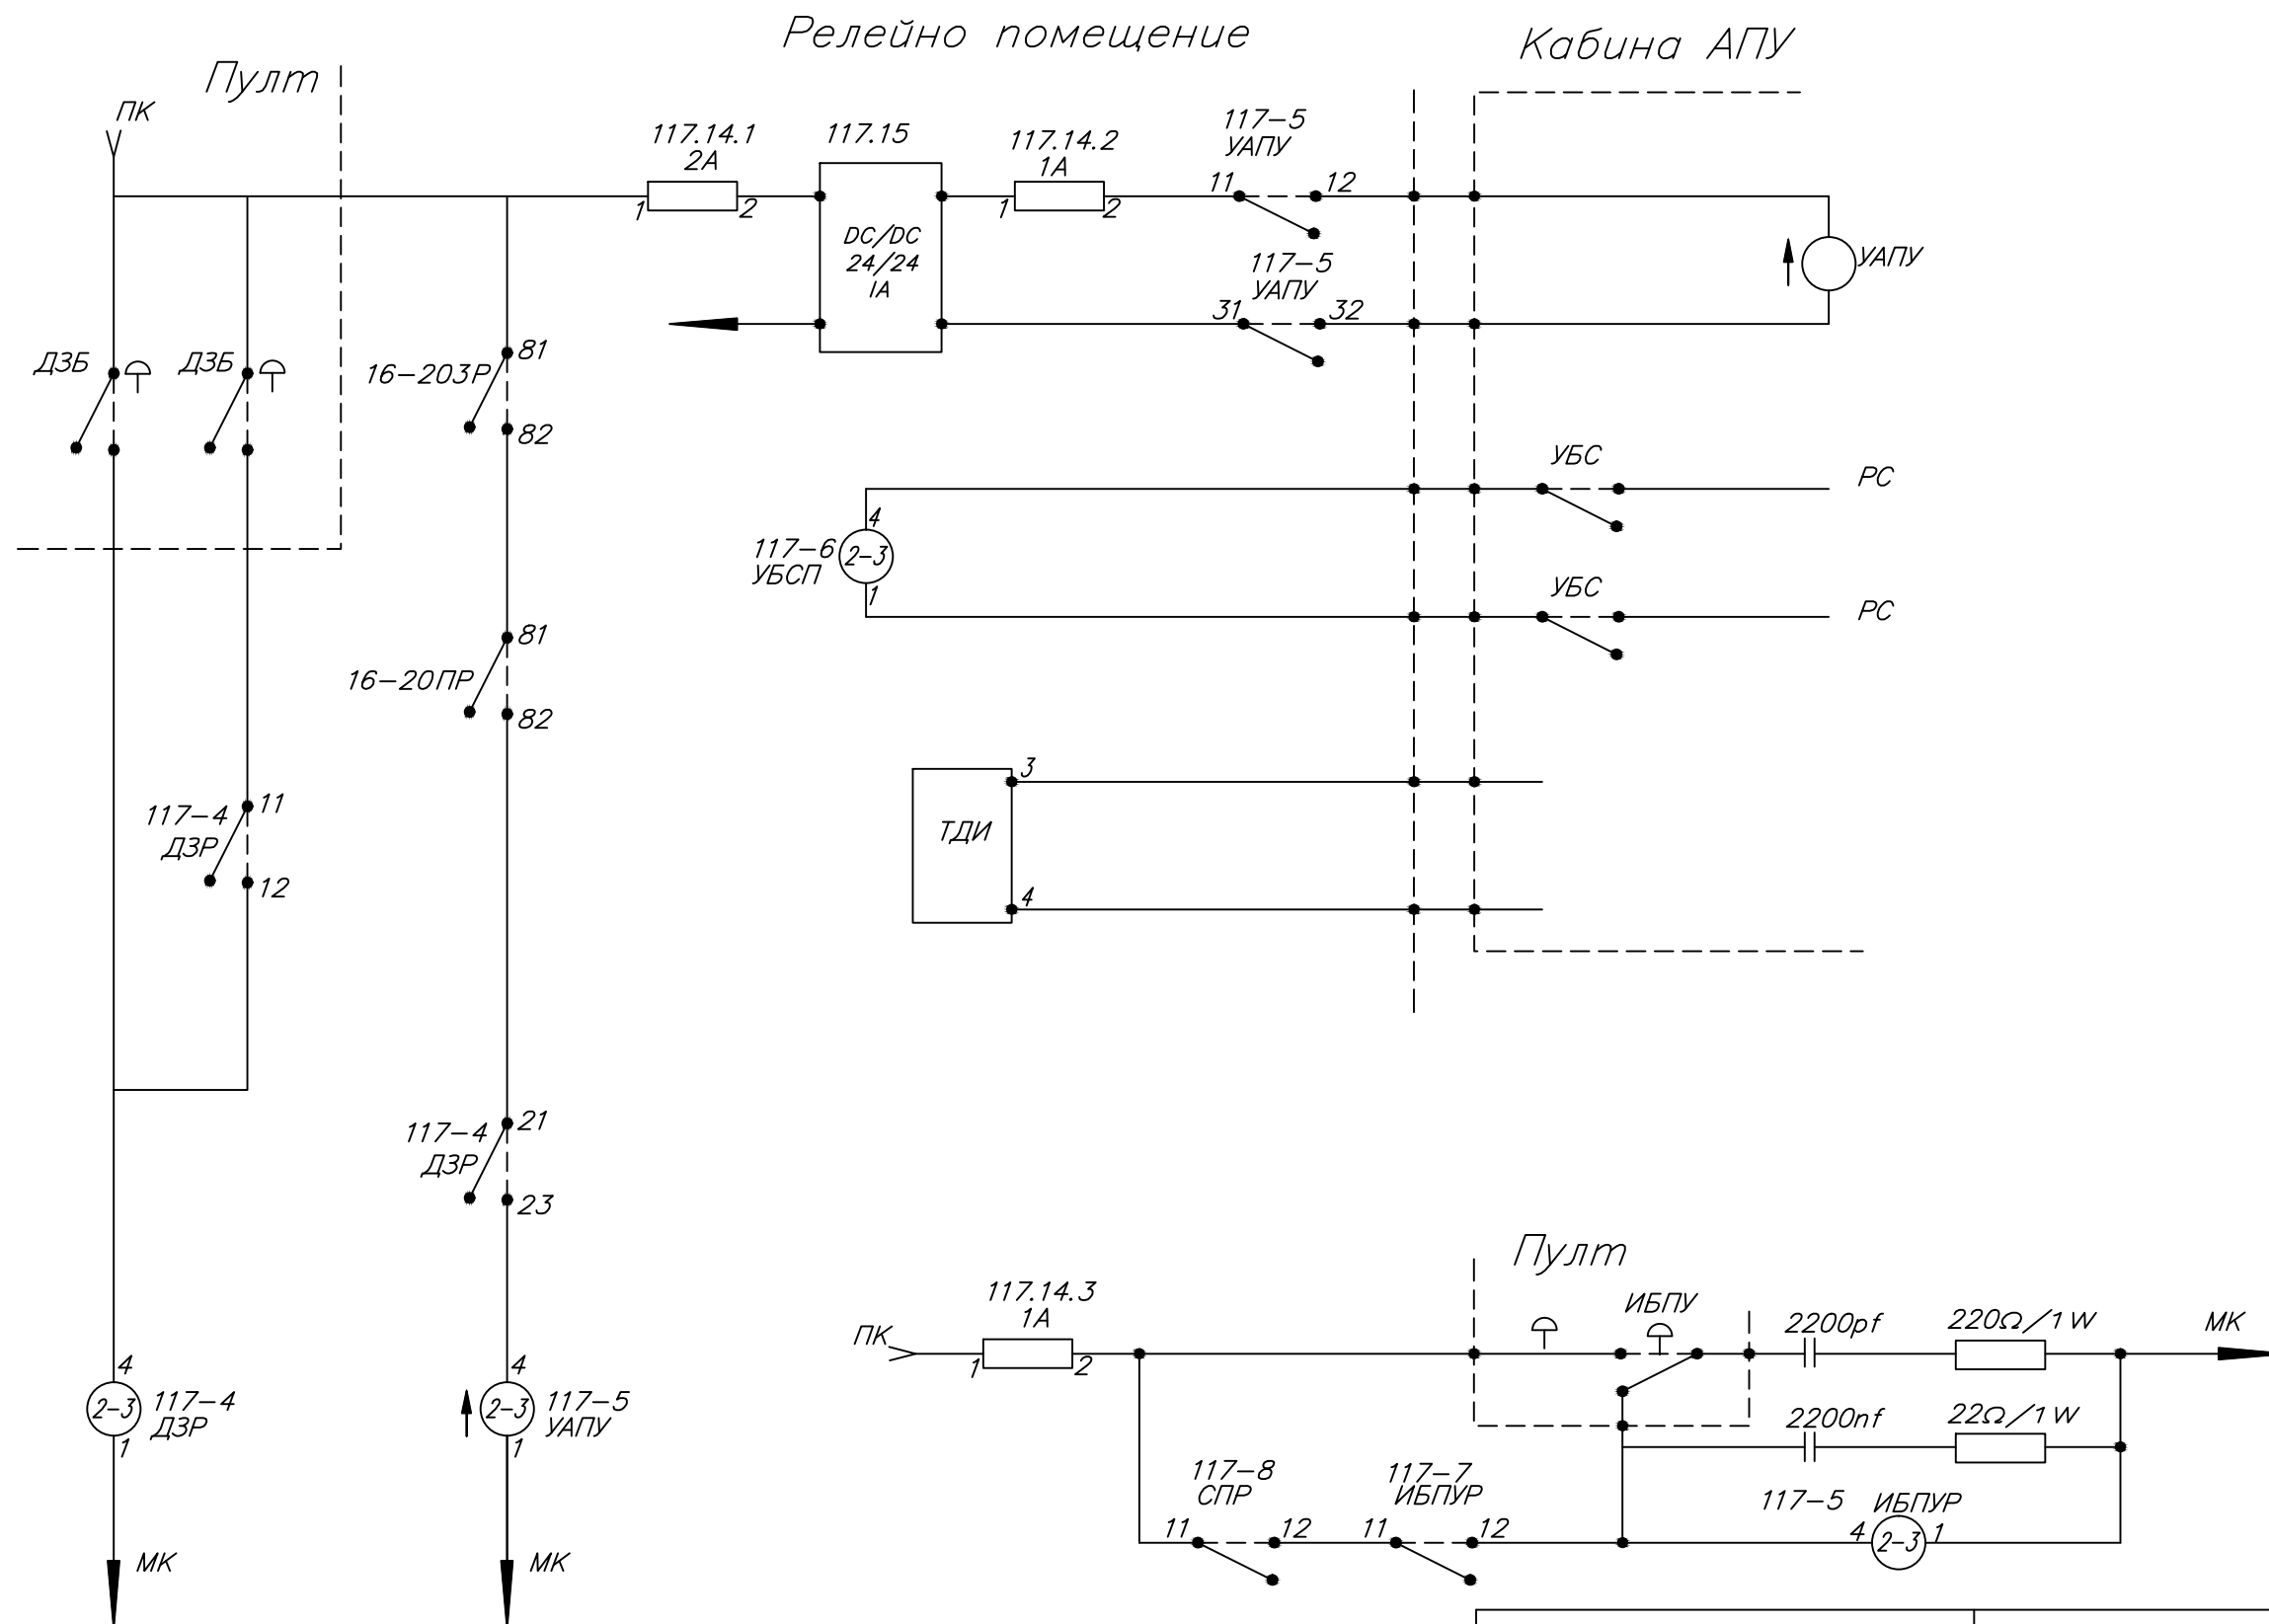 Релейно помещение
Кабина АПУ
Пулт
ПК
117.14.1
2А
117.15
117.14.2
1А
117-5
УАПУ
11
12
1
2
1
2
DC/DC
24/24
1A
117-5
УАПУ
31
32
УАПУ
ДЗБ
ДЗБ
16-20ЗР
81
82
УБС
РС
4
117-6
УБСП
2-3
1
УБС
РС
81
16-20ПР
82
3
ТДИ
4
117-4
ДЗР
11
12
117-4
ДЗР
21
23
Пулт
117.14.3
1А
ПК
1
2
ИБПУ
2200pf
220Ω/1W
МК
2200nf
22Ω/1W
4
2-3
117-4
ДЗР
1
4
2-3
117-5
УАПУ
1
117-8
СПР
11
12
117-7
ИБПУР
11
12
117-5
ИБПУР
4
2-3
1
МК
МК